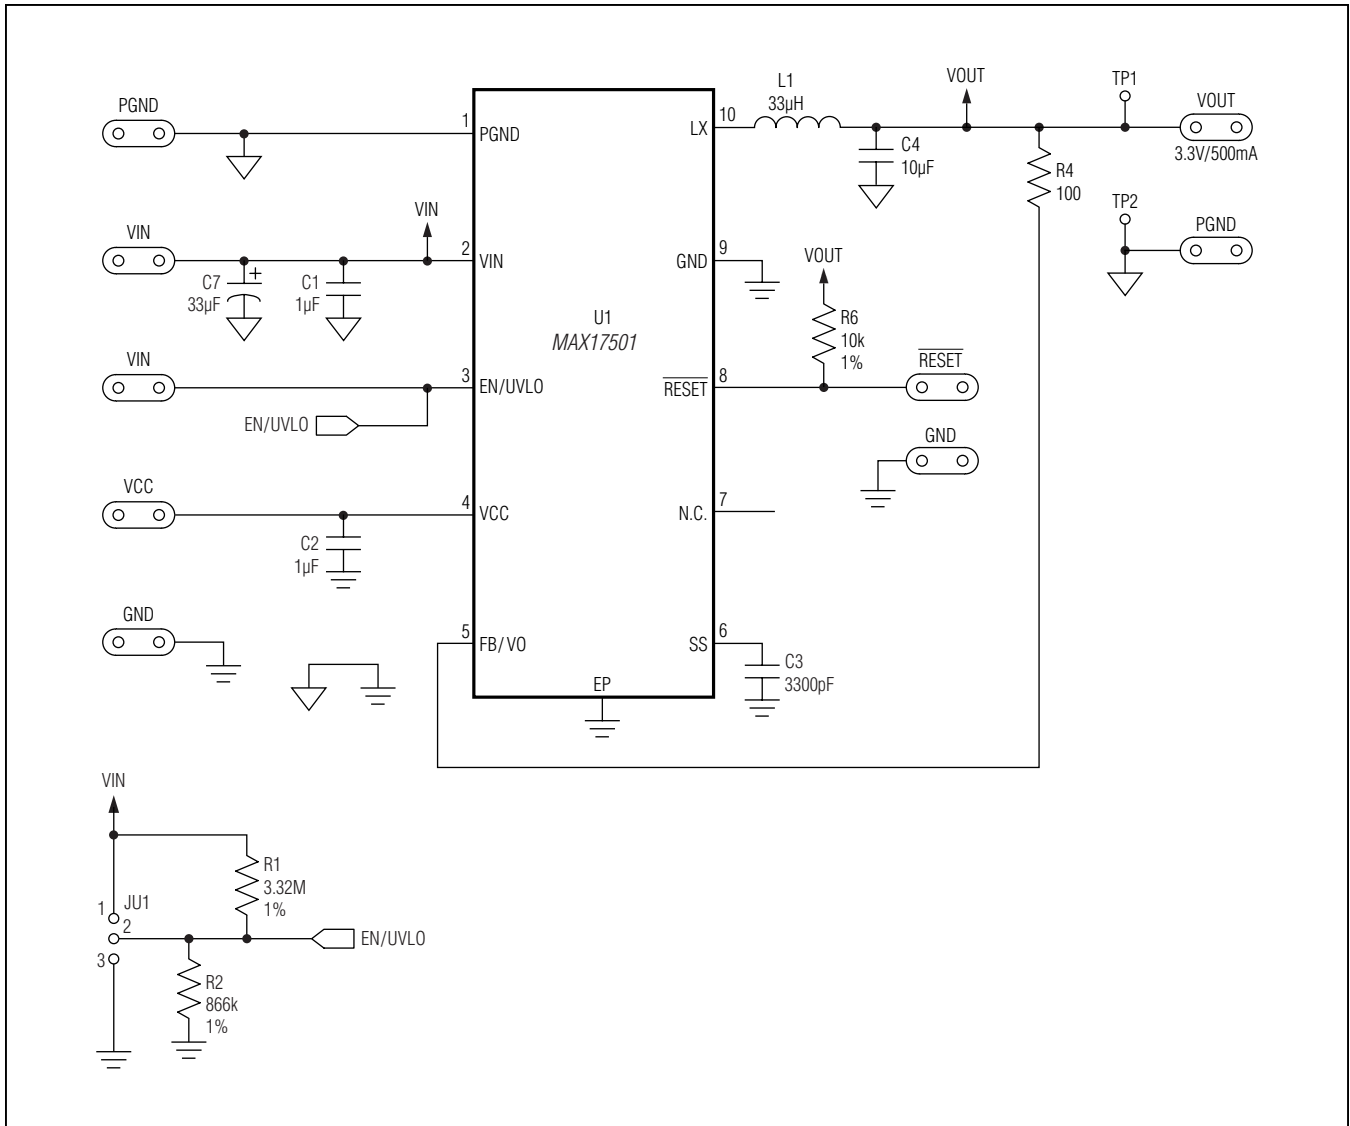 PGND
1
PGND
VIN
VIN
2
VIN
C7
33µF
+
C1
1µF
VIN
3
EN/UVLO
EN/UVLO
VCC
4
VCC
C2
1µF
GND
5
FB/VO
EP
U1
MAX17501
LX
10
L1
33µH
C4
10µF
VOUT
R4
100
TP1
VOUT
3.3V/500mA
TP2
PGND
GND
9
VOUT
R6
10k
1%
RESET
8
RESET
GND
N.C.
7
SS
6
C3
3300pF
VIN
R1
3.32M
1%
1
JU1
2
3
EN/UVLO
R2
866k
1%